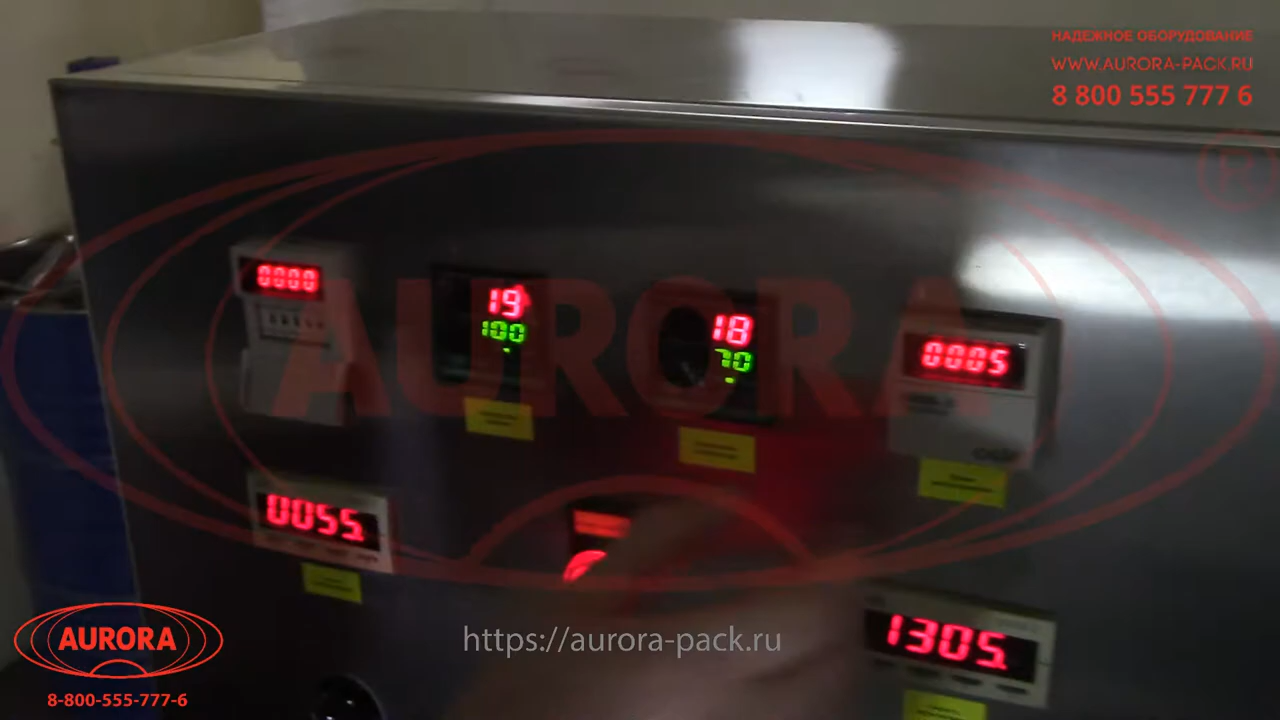 НАДЕЖНОЕ ОБОРУДОВАНИЕ
WWW.AURORA-PACK.RU
8 800 555 777 6
®
0000
19
100
18
70
0005
AURORA
0055.
1305.
https://aurora-pack.ru
AURORA
8-800-555-777-6